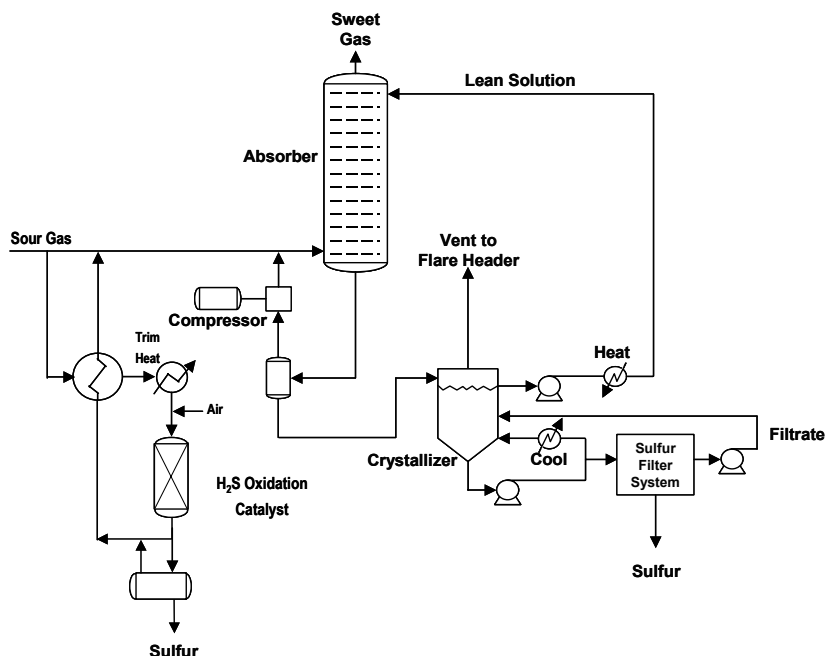 Sweet
Gas
Lean Solution
Absorber
Sour Gas
Vent to
Flare Header
Compressor
Trim
Heat
Heat
Air
Filtrate
Crystallizer
Cool
Sulfur
Filter
System
H₂S Oxidation
Catalyst
Sulfur
Sulfur